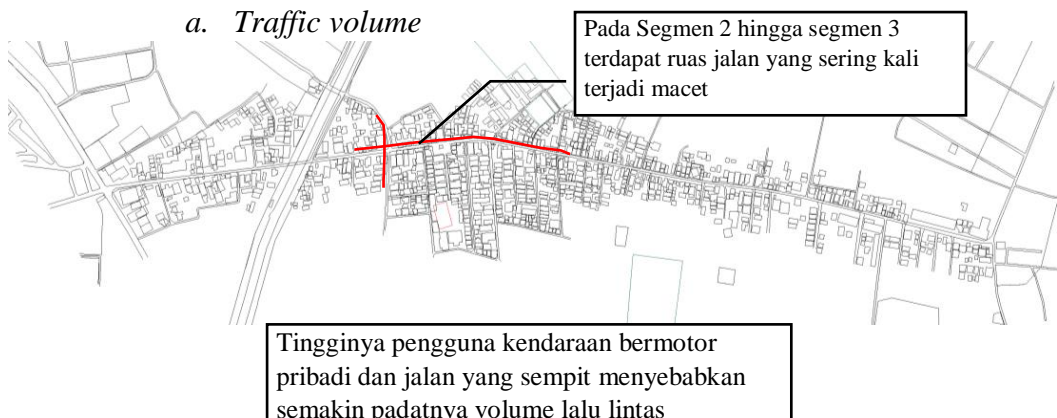 a. Traffic volume
Pada Segmen 2 hingga segmen 3
terdapat ruas jalan yang sering kali
terjadi macet
Tingginya pengguna kendaraan bermotor
pribadi dan jalan yang sempit menyebabkan
semakin padatnya volume lalu lintas